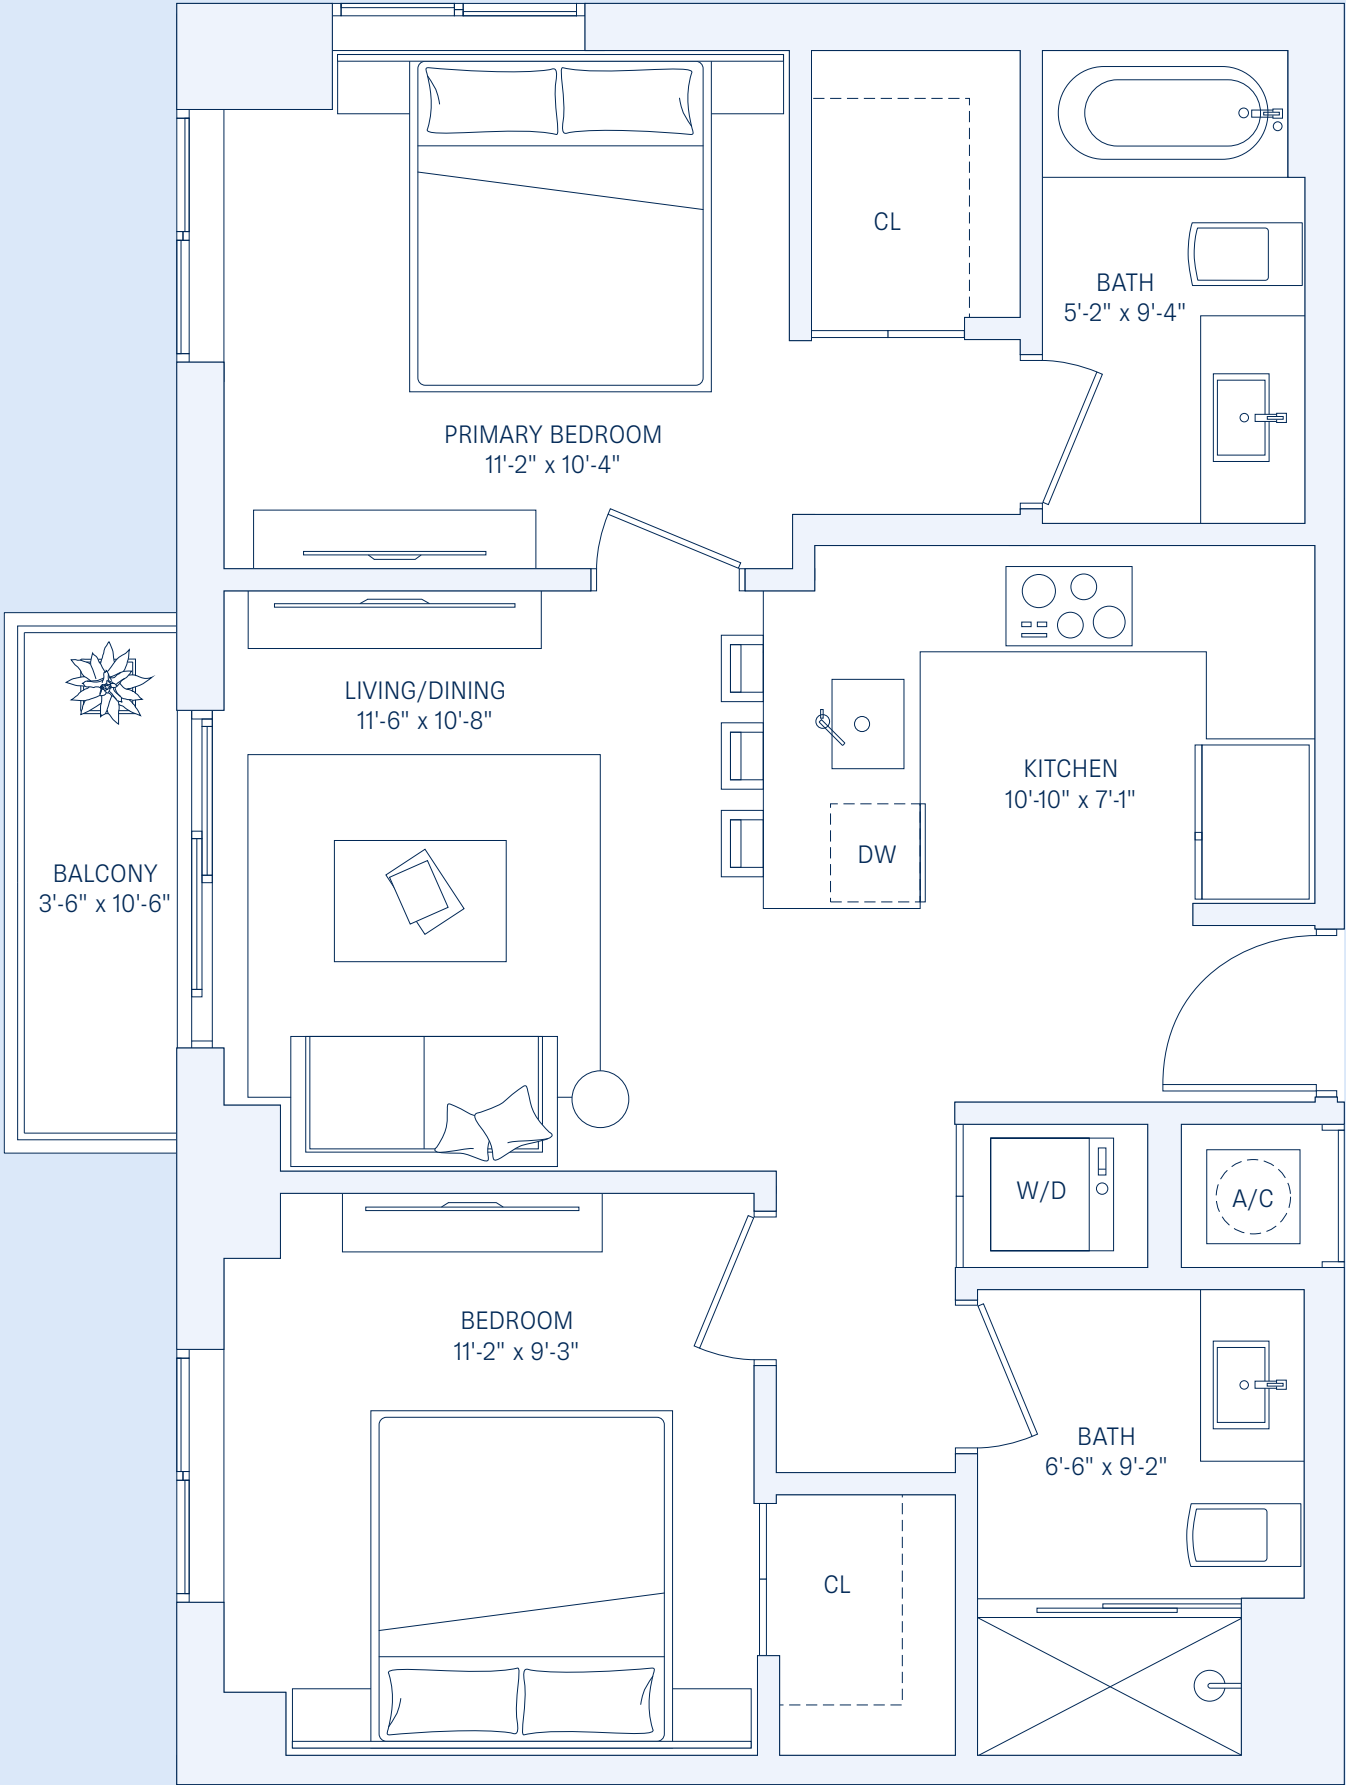 CL
BATH
5'-2" x 9'-4"
PRIMARY BEDROOM
11'-2" x 10'-4"
LIVING/DINING
11'-6" x 10'-8"
KITCHEN
10'-10" x 7'-1"
DW
BALCONY
3'-6" x 10'-6"
W/D
A/C
BEDROOM
11'-2" x 9'-3"
BATH
6'-6" x 9'-2"
CL